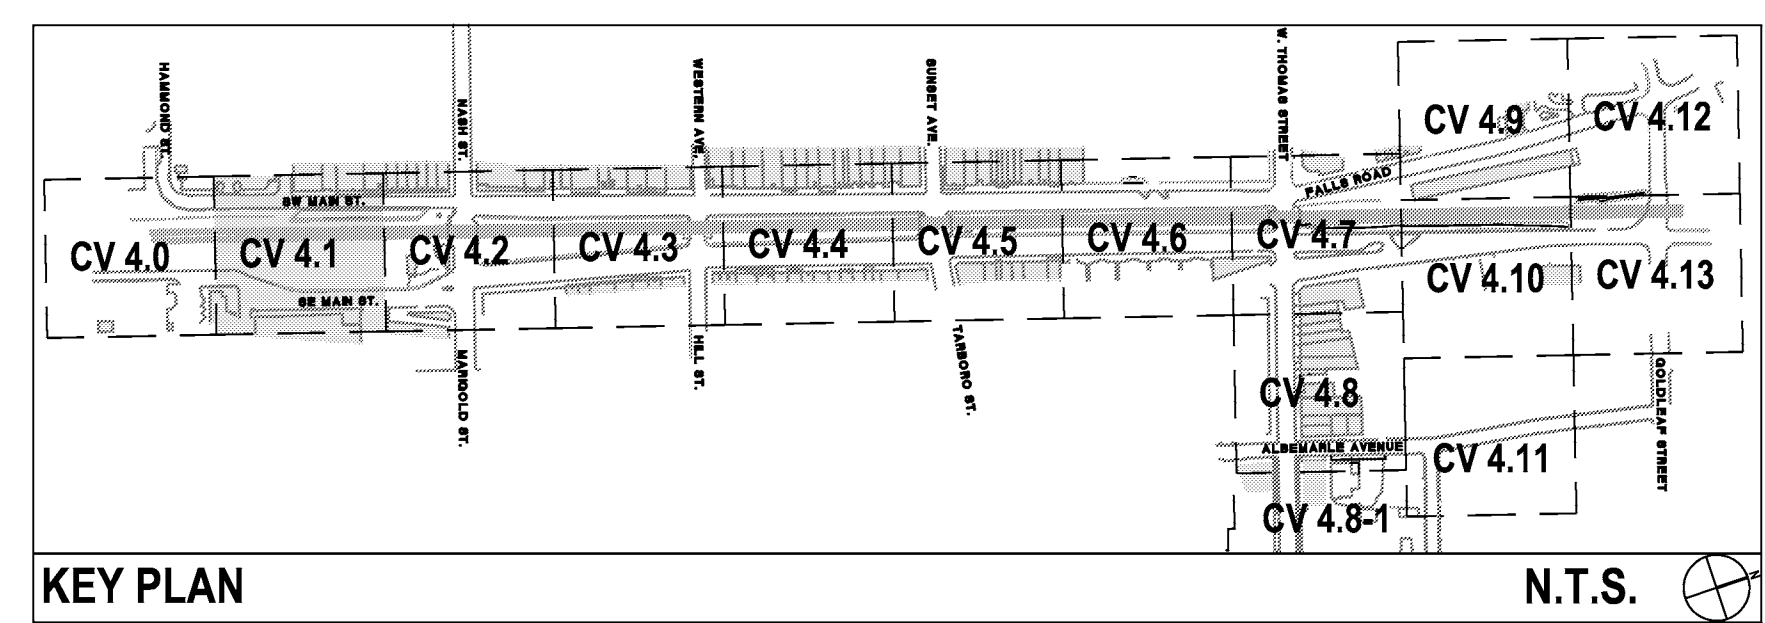 HAMMOND ST.
NASH ST.
WESTERN AVE.
SUNSET AVE.
W. THOMAS STREET
CV 4.9
CV 4.12
FALLS ROAD
SW MAIN ST.
CV 4.0
CV 4.1
CV 4.2
CV 4.3
CV 4.4
CV 4.5
CV 4.6
CV 4.7
CV 4.10
CV 4.13
SE MAIN ST.
MARIGOLD ST.
HILL ST.
TARBORO ST.
CV 4.8
GOLDLEAF STREET
ALBEMARLE AVENUE
CV 4.11
CV 4.8-1
KEY PLAN
N.T.S.
N